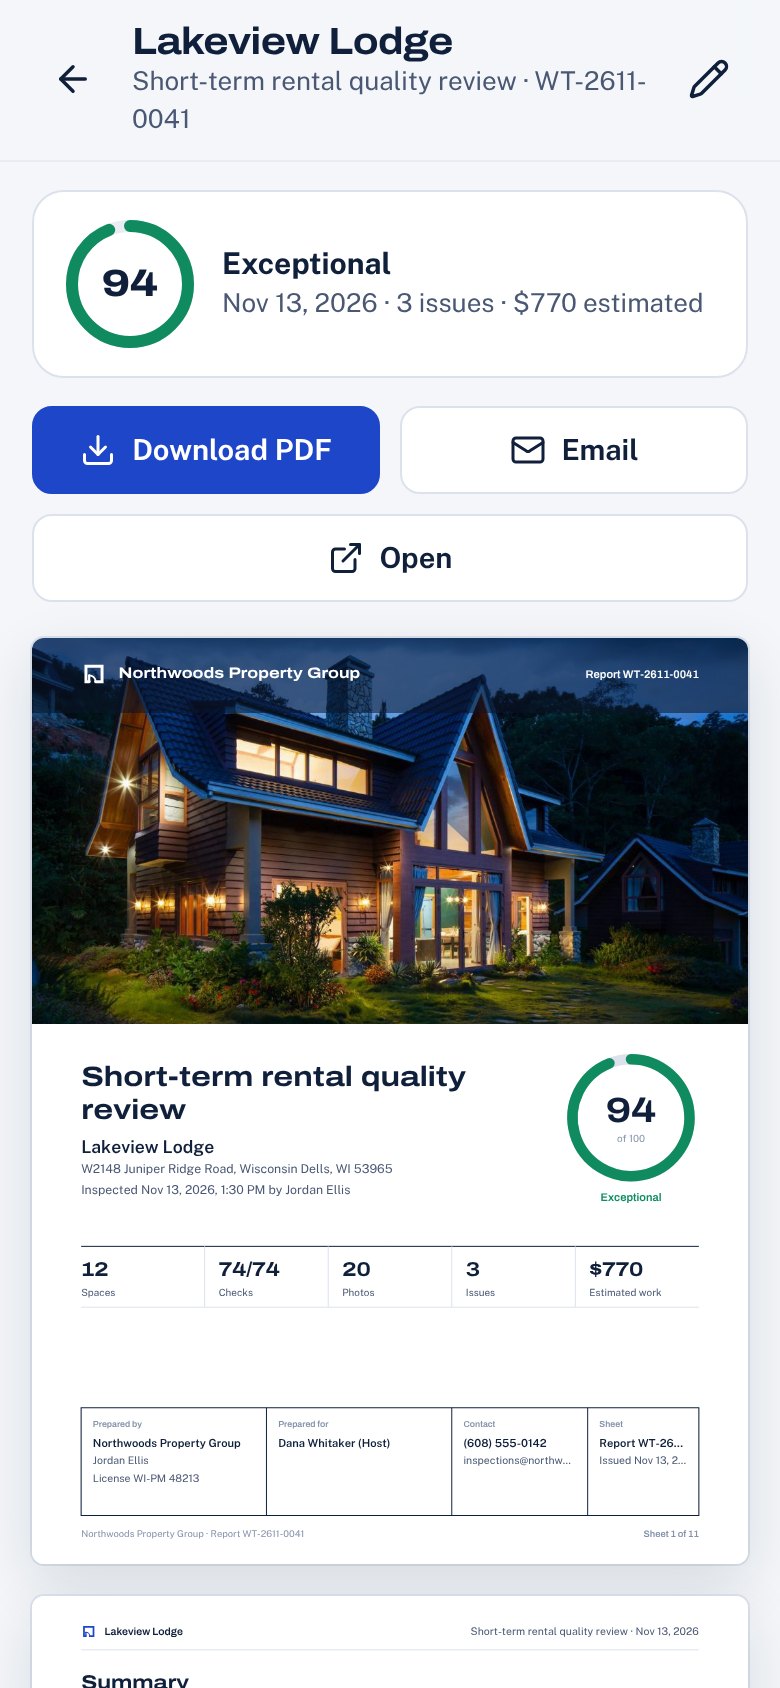 Lakeview Lodge
Short-term rental quality review · WT-2611-
0041
94
Exceptional
Nov 13, 2026 · 3 issues · $770 estimated
Download PDF
Email
Open
Northwoods Property Group
Report WT-2611-0041
Short-term rental quality
review
Lakeview Lodge
W2148 Juniper Ridge Road, Wisconsin Dells, WI 53965
Inspected Nov 13, 2026, 1:30 PM by Jordan Ellis
94
of 100
Exceptional
12
Spaces
74/74
Checks
20
Photos
3
Issues
$770
Estimated work
Prepared by
Northwoods Property Group
Jordan Ellis
License WI-PM 48213
Prepared for
Dana Whitaker (Host)
Contact
(608) 555-0142
inspections@northw...
Sheet
Report WT-26...
Issued Nov 13, 2...
Northwoods Property Group · Report WT-2611-0041
Sheet 1 of 11
Lakeview Lodge
Short-term rental quality review · Nov 13, 2026
Summary